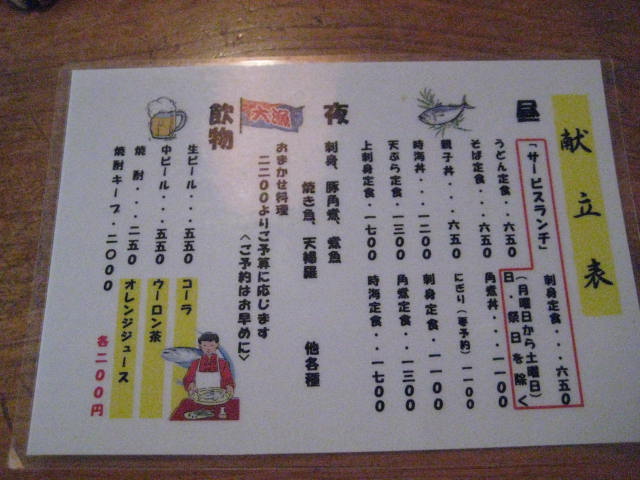 献立表
昼
「サービスランチ」
刺身定食・・・六五〇
(月曜日から土曜日)
日・祭日を除く
うどん定食・・六五〇
そば定食・・・六五〇
親子丼・・・・六五〇
時海丼・・・一二〇〇
天ぷら定食・一三〇〇
上刺身定食・一七〇〇
角煮丼・・・一一〇〇
にぎり(要予約)一一〇〇
刺身定食・・一一〇〇
角煮定食・・一三〇〇
時海定食・・一七〇〇
夜
刺身、豚角煮、煮魚
焼き魚、天婦羅
他各種
大漁
おまかせ料理
二二〇〇よりご予算に応じます
〈ご予約はお早めに〉
飲物
生ビール・・・五五〇
中ビール・・・五五〇
焼酎・・・・二五〇
焼酎キープ・・二〇〇〇
コーラ
ウーロン茶
オレンジジュース
各二〇〇円